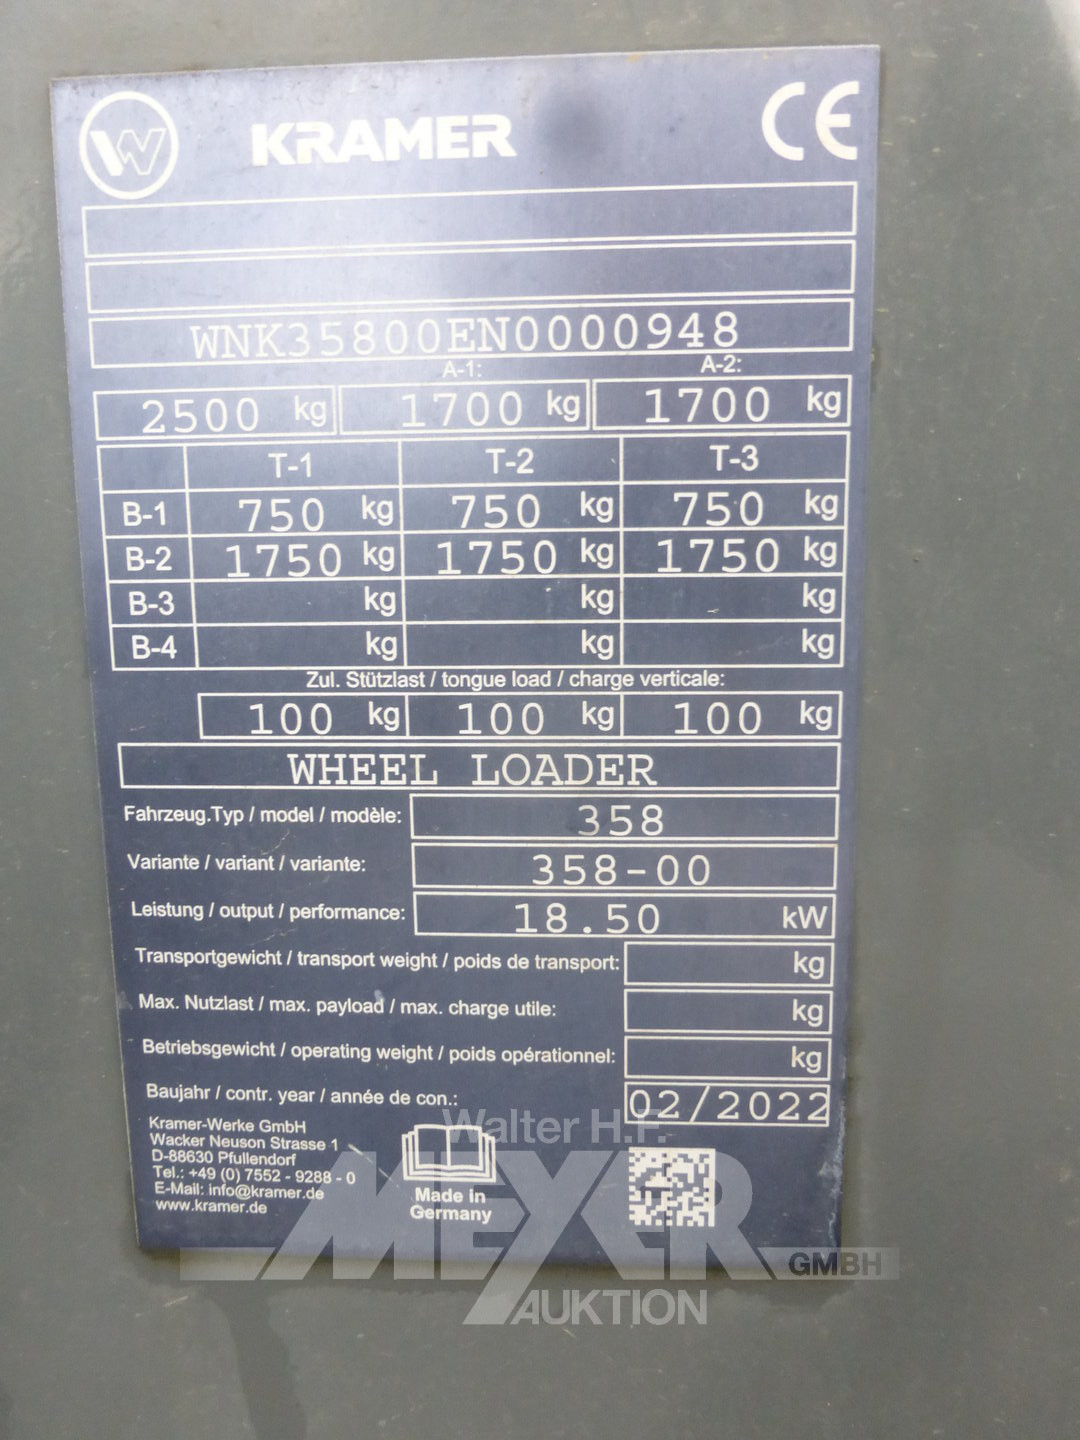 W KRAMER CE
WNK35800EN0000948
A-1: A-2:
2500 kg 1700 kg 1700 kg
T-1 T-2 T-3
B-1 750 kg 750 kg 750 kg
B-2 1750 kg 1750 kg 1750 kg
B-3 kg kg kg
B-4 kg kg kg
Zul. Stützlast / tongue load / charge verticale:
100 kg 100 kg 100 kg
WHEEL LOADER
Fahrzeug.Typ / model / modèle: 358
Variante / variant / variante: 358-00
Leistung / output / performance: 18.50 kW
Transportgewicht / transport weight / poids de transport: kg
Max. Nutzlast / max. payload / max. charge utile: kg
Betriebsgewicht / operating weight / poids opérationnel: kg
Baujahr / contr. year / année de con.: 02/2022
Kramer-Werke GmbH
Wacker Neuson Strasse 1
D-88630 Pfullendorf
Tel.: +49 (0) 7552 - 9288 - 0
E-Mail: info@kramer.de
www.kramer.de
Made in
Germany
Walter H.F.
MEXER
GMBH
AUKTION